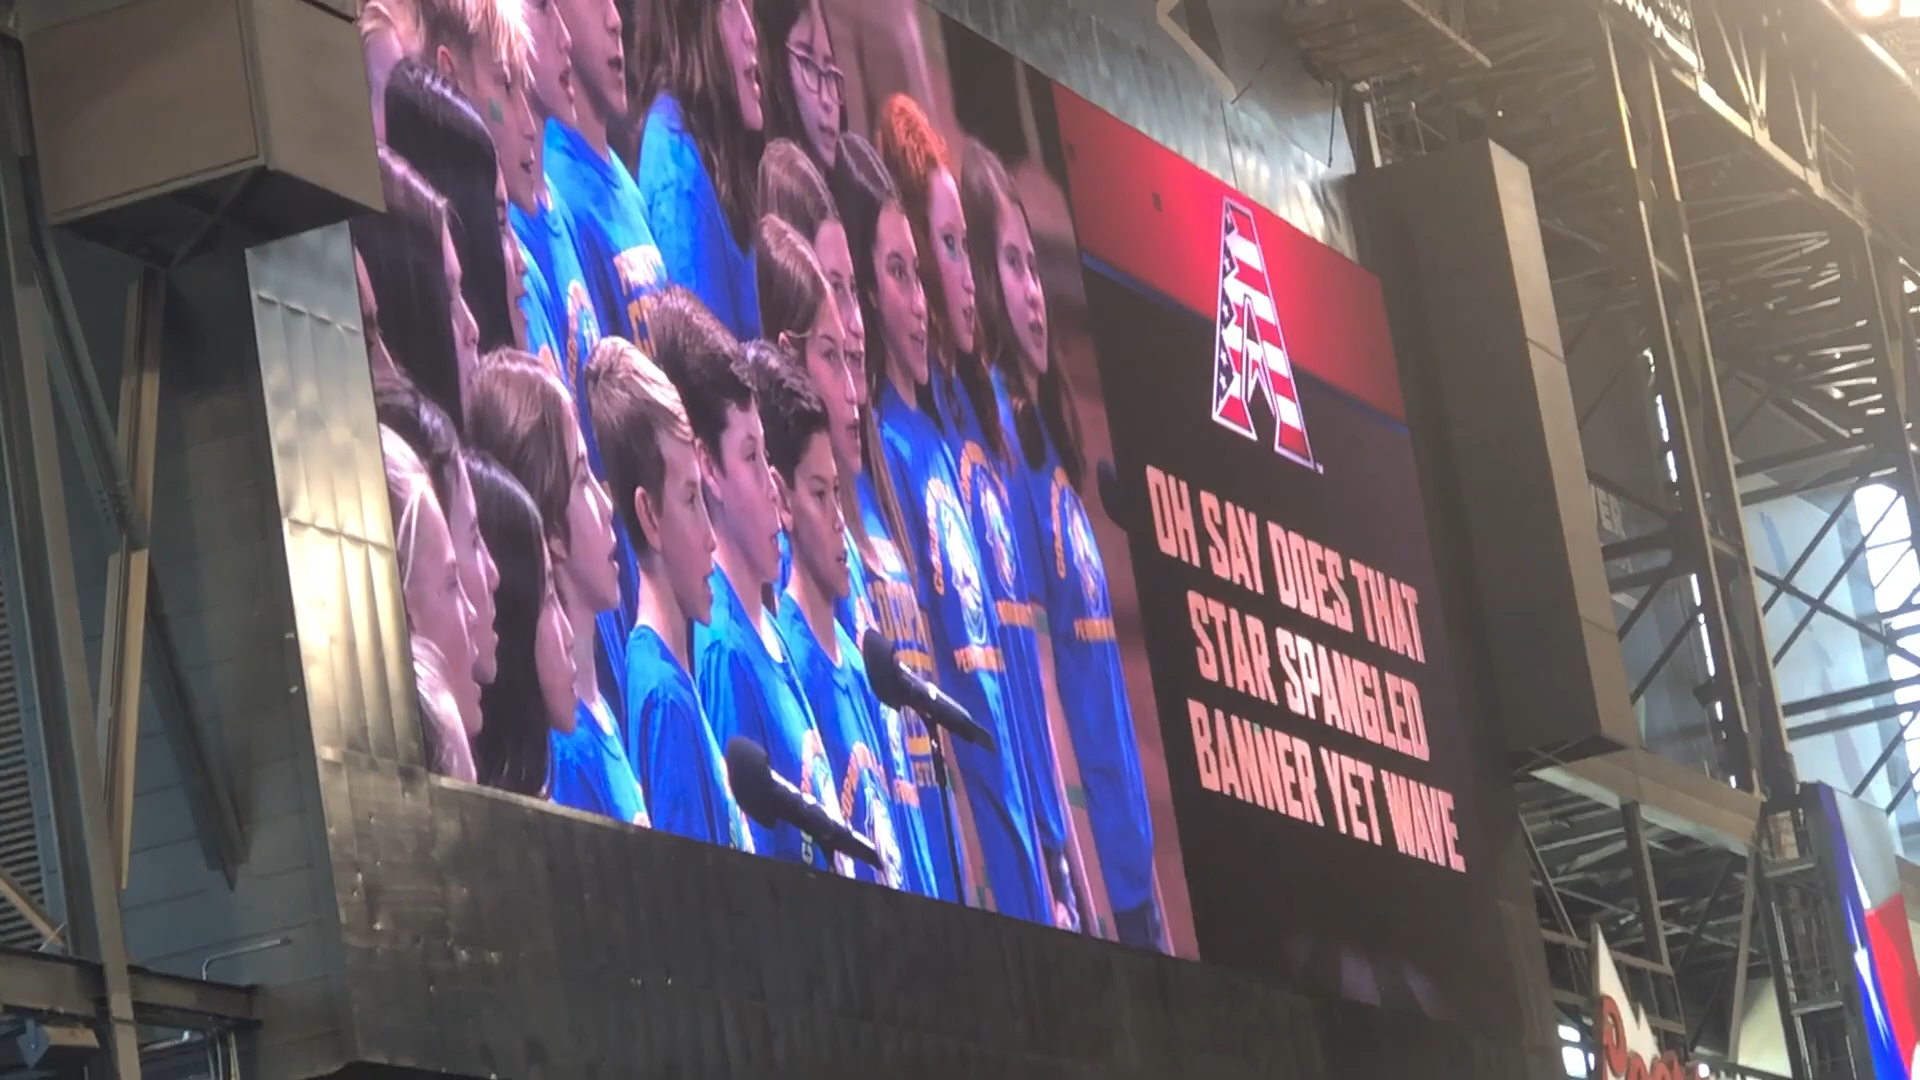 OH SAY DOES THAT
STAR SPANGLED
BANNER YET WAVE